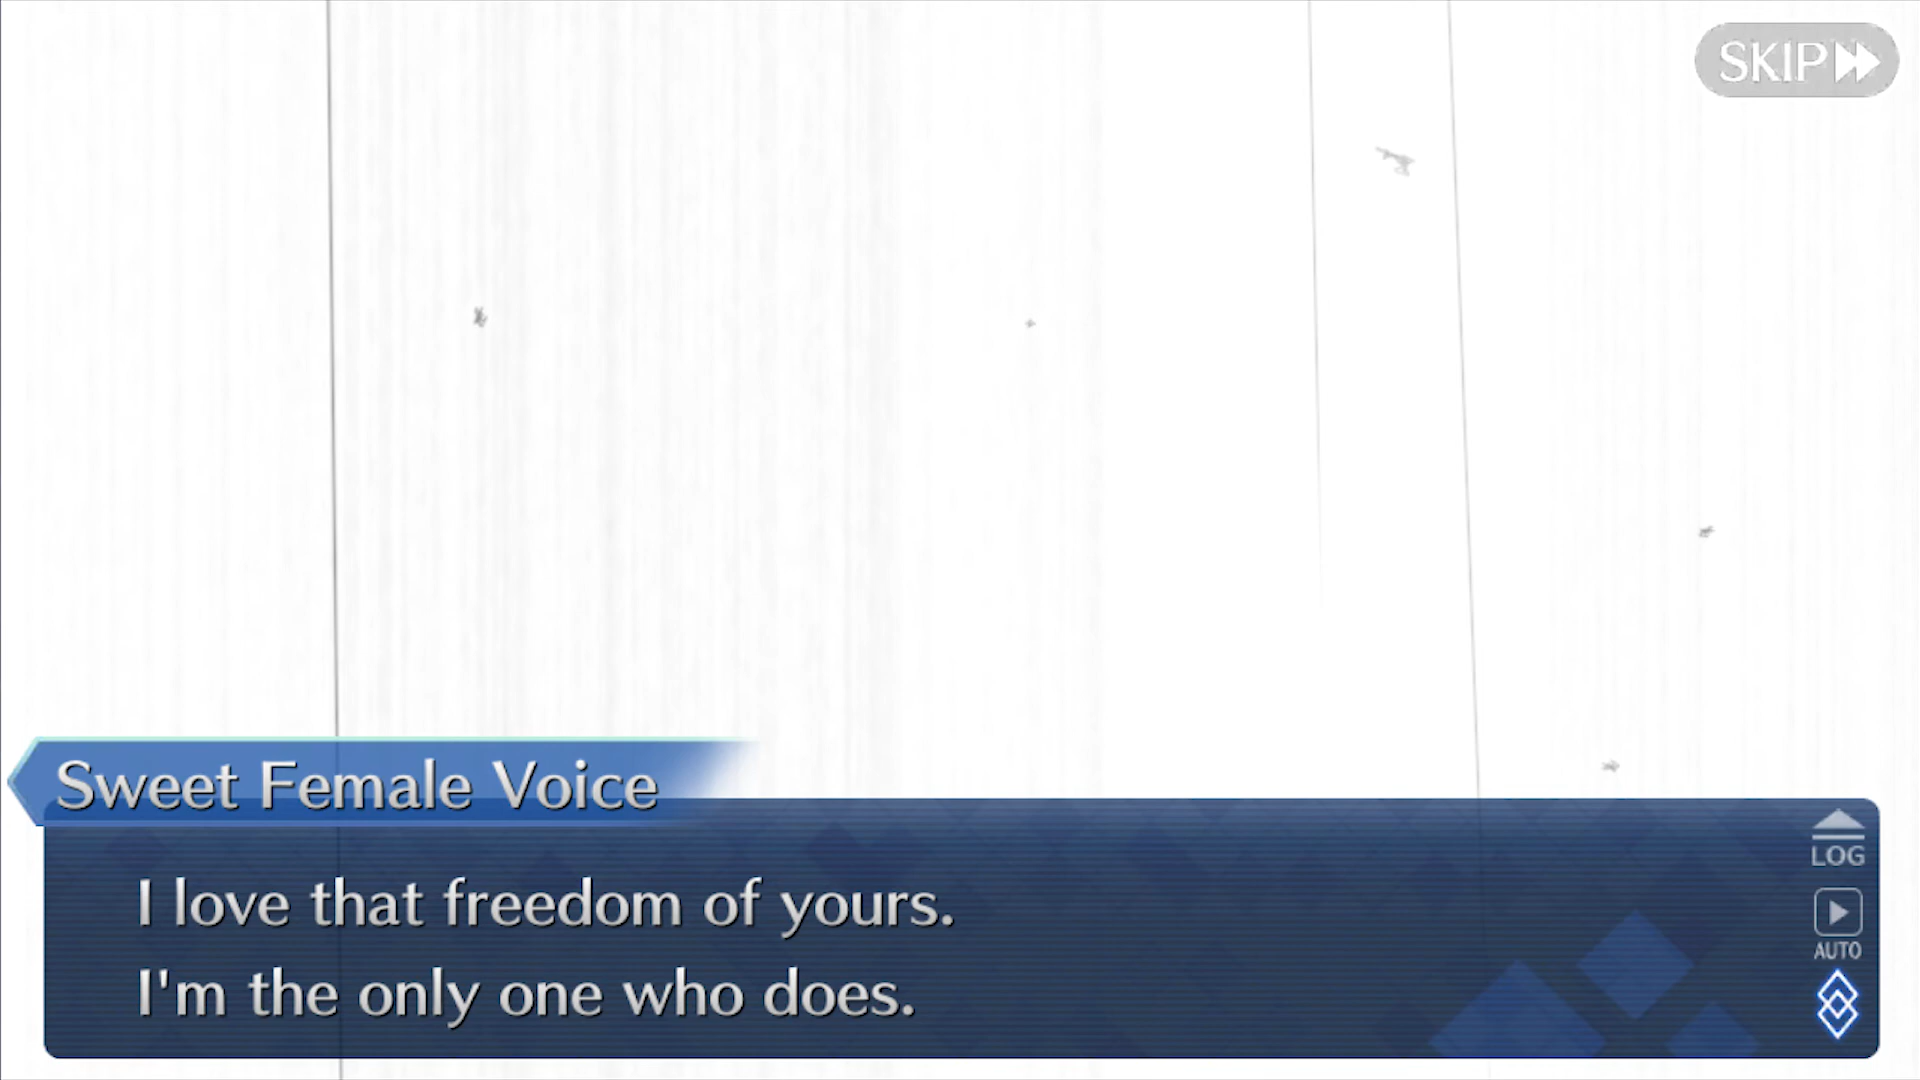 SKIP
Sweet Female Voice
I love that freedom of yours.
I'm the only one who does.
LOG
AUTO